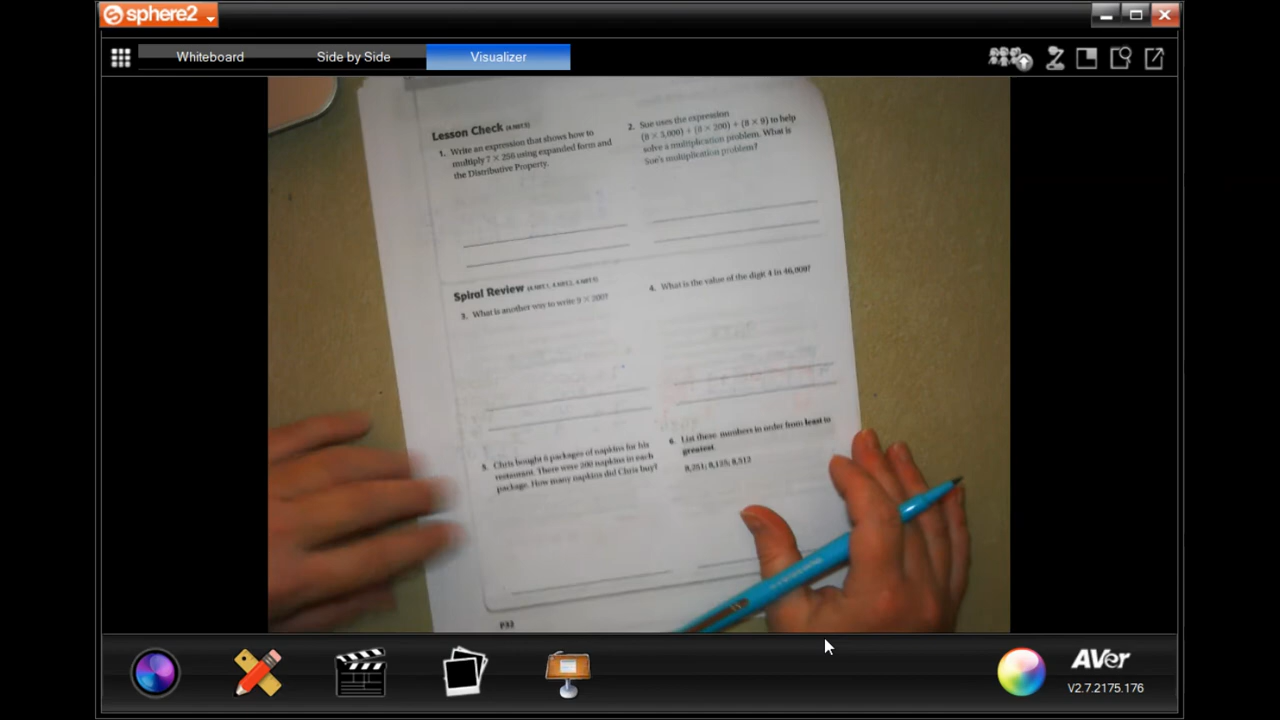 sphere2
Whiteboard
Side by Side
Visualizer
Lesson Check
1. Write an expression that shows how to
multiply 7 × 256 using expanded form and
the Distributive Property.
2. Sue uses the expression
(8 × 3,000) + (8 × 200) + (8 × 9) to help
solve a multiplication problem. What is
Sue's multiplication problem?
Spiral Review
3. What is another way to write 9 × 200?
4. What is the value of the digit 4 in 46,000?
5. Chris bought 6 packages of napkins for his
restaurant. There were 200 napkins in each
package. How many napkins did Chris buy?
6. List these numbers in order from least to
greatest.
8,251; 8,125; 8,512
P33
AVer
V2.7.2175.176